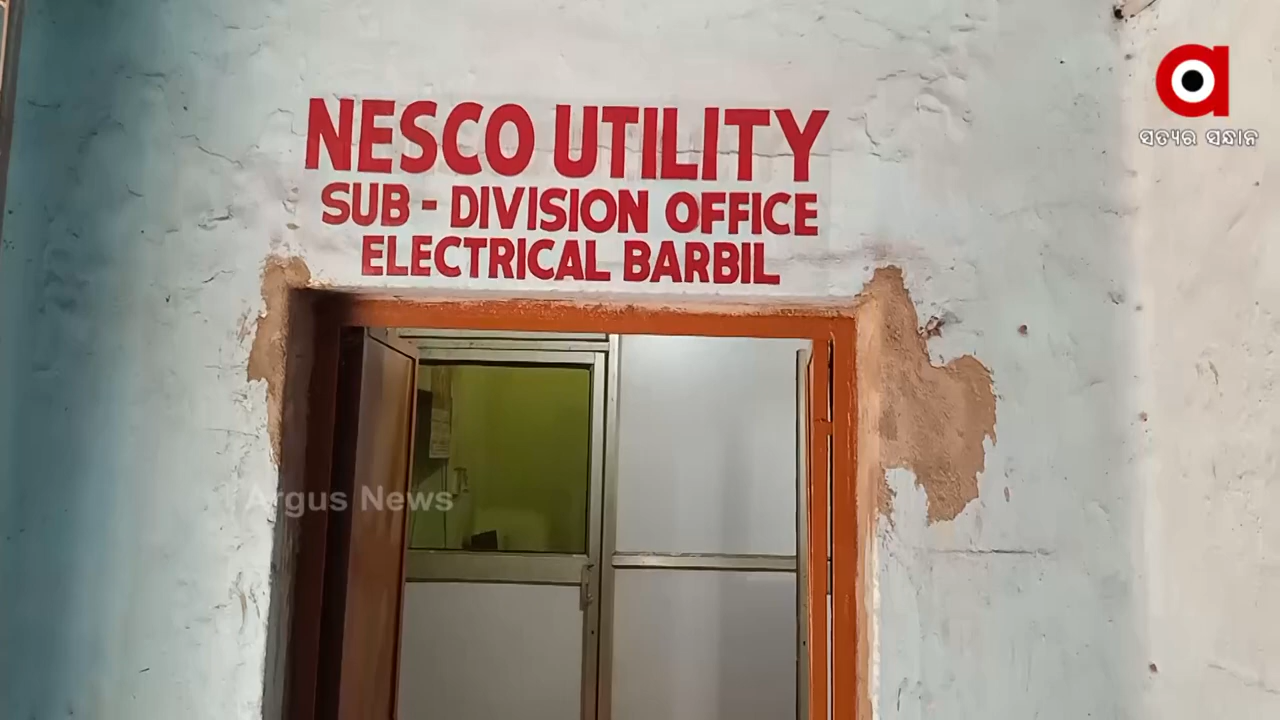 NESCO UTILITY
SUB - DIVISION OFFICE
ELECTRICAL BARBIL
ସତ୍ୟର ସନ୍ଧାନ
Argus News